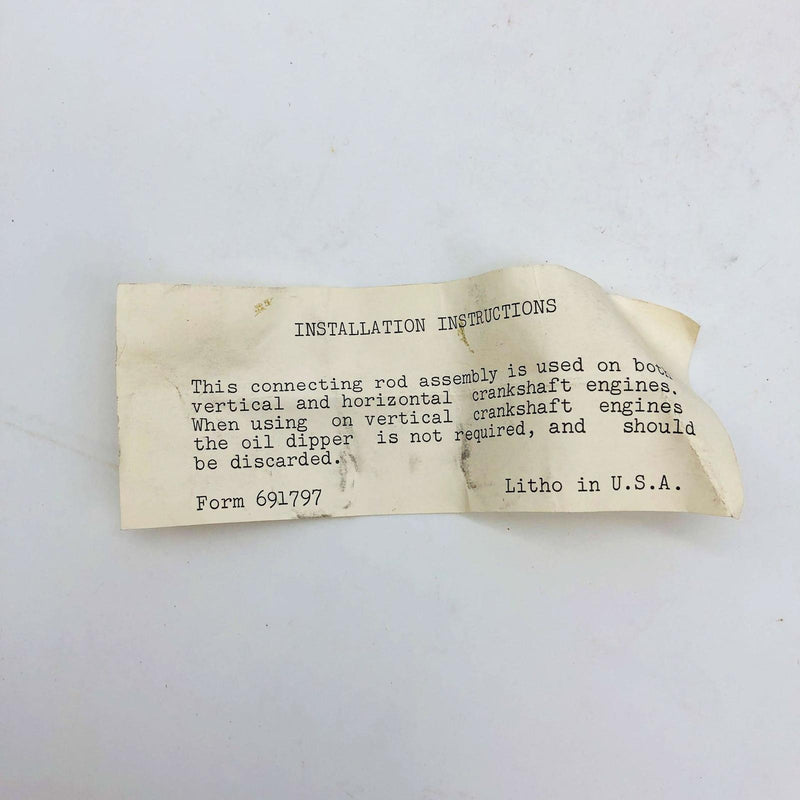 INSTALLATION INSTRUCTIONS
This connecting rod assembly is used on both
vertical and horizontal crankshaft engines.
When using on vertical crankshaft engines
the oil dipper is not required, and should
be discarded.
Form 691797
Litho in U.S.A.